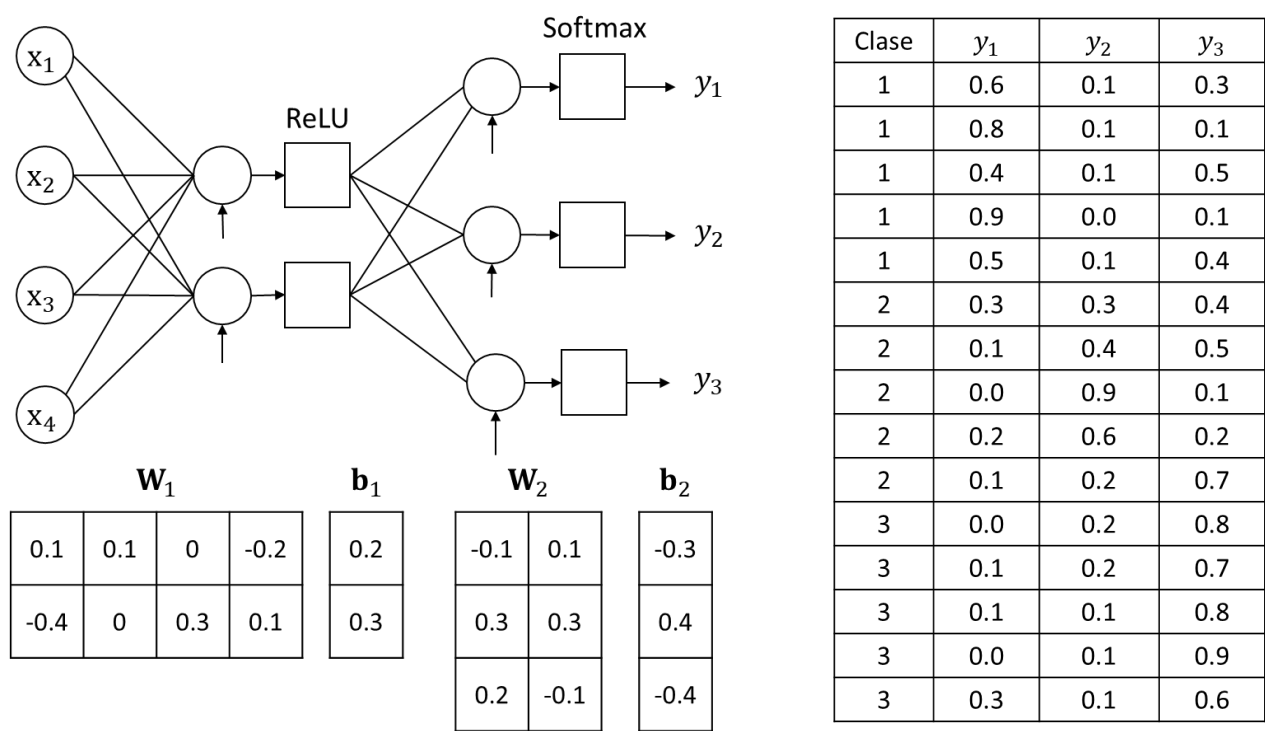 Softmax
x₁
y₁
ReLU
x₂
y₂
x₃
y₃
x₄
W₁ b₁ W₂ b₂
0.1 0.1 0 -0.2 0.2 -0.1 0.1 -0.3
-0.4 0 0.3 0.1 0.3 0.3 0.3 0.4
0.2 -0.1 -0.4
Clase y₁ y₂ y₃
1 0.6 0.1 0.3
1 0.8 0.1 0.1
1 0.4 0.1 0.5
1 0.9 0.0 0.1
1 0.5 0.1 0.4
2 0.3 0.3 0.4
2 0.1 0.4 0.5
2 0.0 0.9 0.1
2 0.2 0.6 0.2
2 0.1 0.2 0.7
3 0.0 0.2 0.8
3 0.1 0.2 0.7
3 0.1 0.1 0.8
3 0.0 0.1 0.9
3 0.3 0.1 0.6